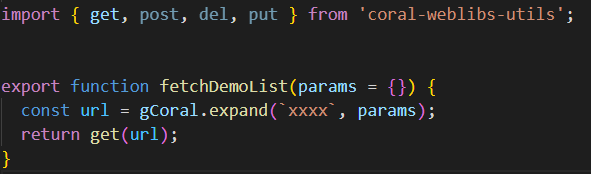 import { get, post, del, put } from 'coral-weblibs-utils';
export function fetchDemoList(params = {}) {
const url = gCoral.expand(`xxxx`, params);
return get(url);
}